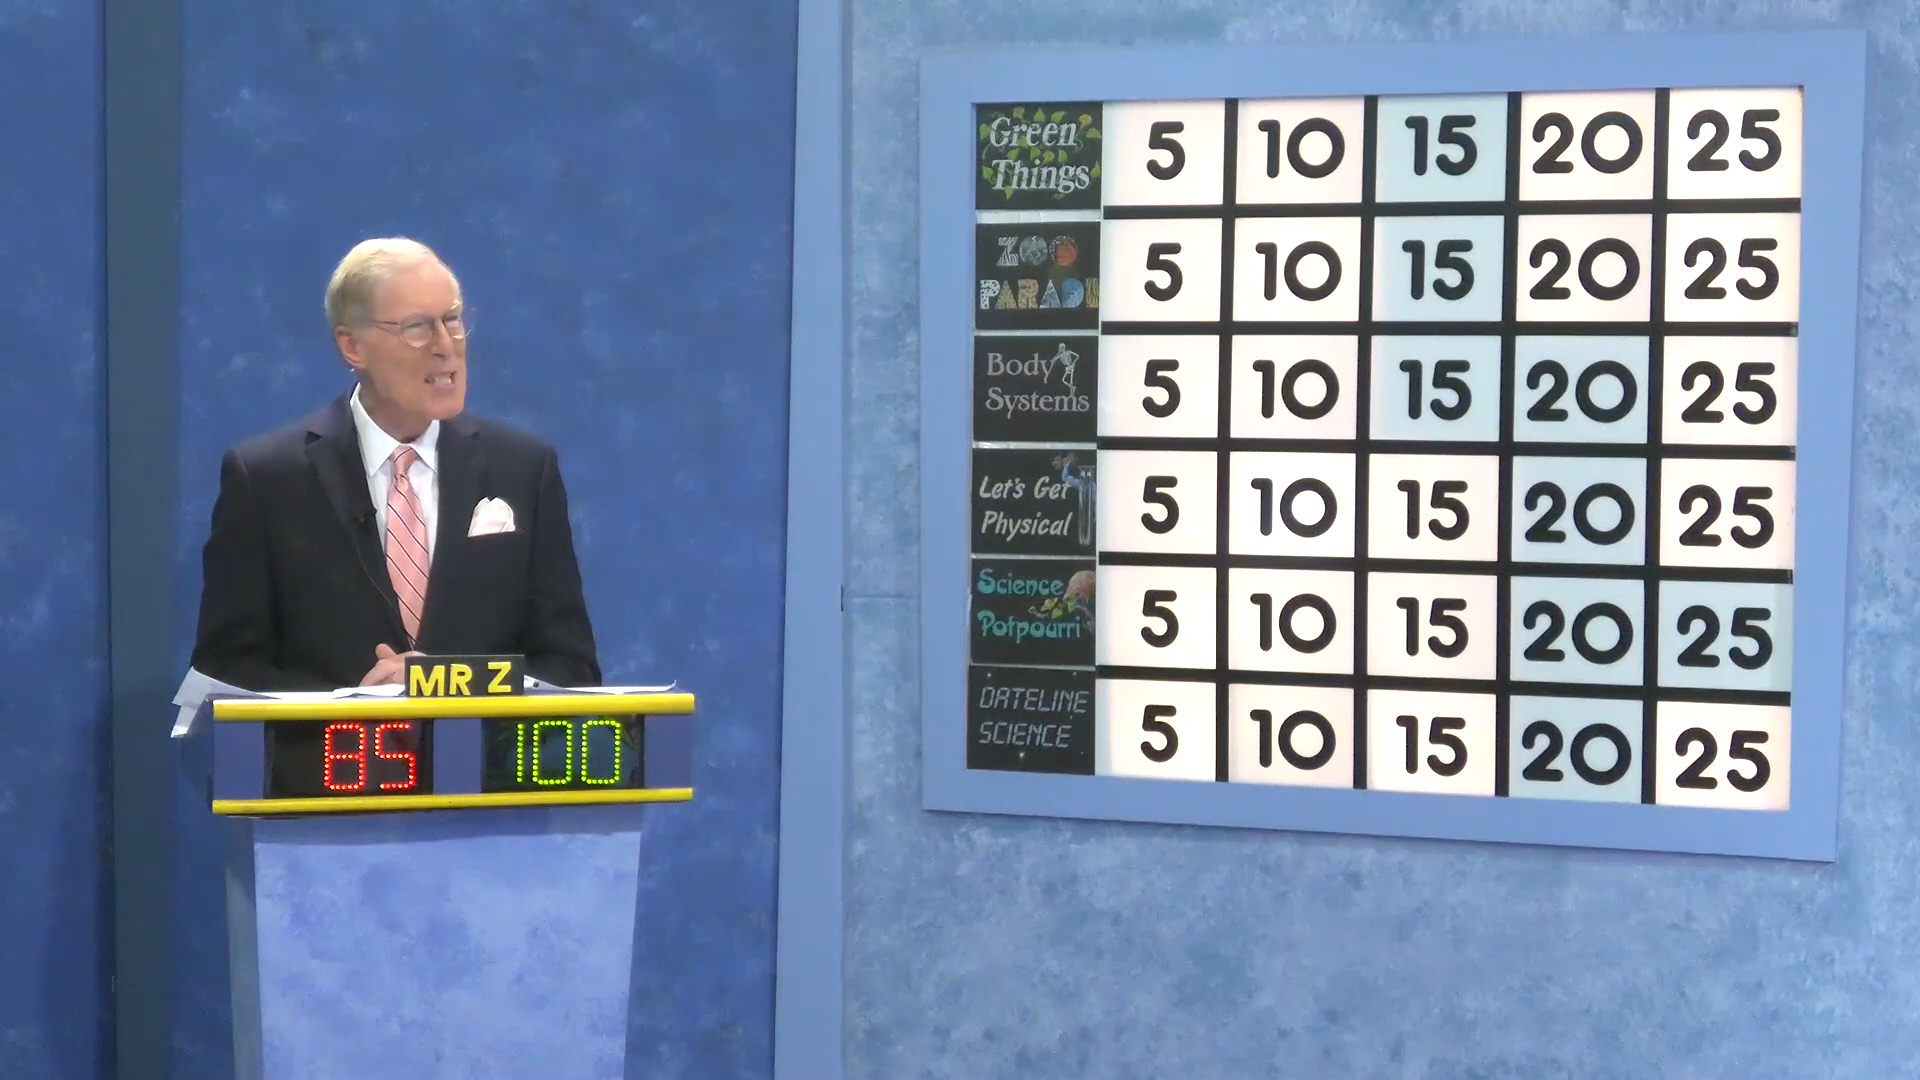 Green
Things
5 10 15 20 25
ZOO
PARADE
5 10 15 20 25
Body
Systems
5 10 15 20 25
Let's Get
Physical
5 10 15 20 25
Science
Potpourri
5 10 15 20 25
DATELINE
SCIENCE
5 10 15 20 25
MR Z
85 100